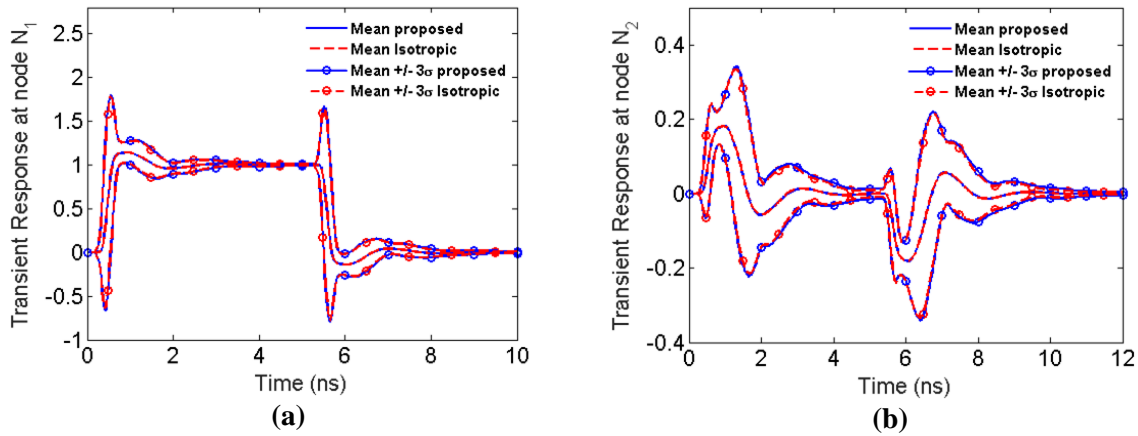 Transient Response at node N1
2.5
2
1.5
1
0.5
0
-0.5
-1
0
2
4
6
8
10
Time (ns)
Mean proposed
Mean Isotropic
Mean +/- 3σ proposed
Mean +/- 3σ Isotropic
(a)
Transient Response at node N2
0.4
0.2
0
-0.2
-0.4
0
2
4
6
8
10
12
Time (ns)
Mean proposed
Mean Isotropic
Mean +/- 3σ proposed
Mean +/- 3σ Isotropic
(b)